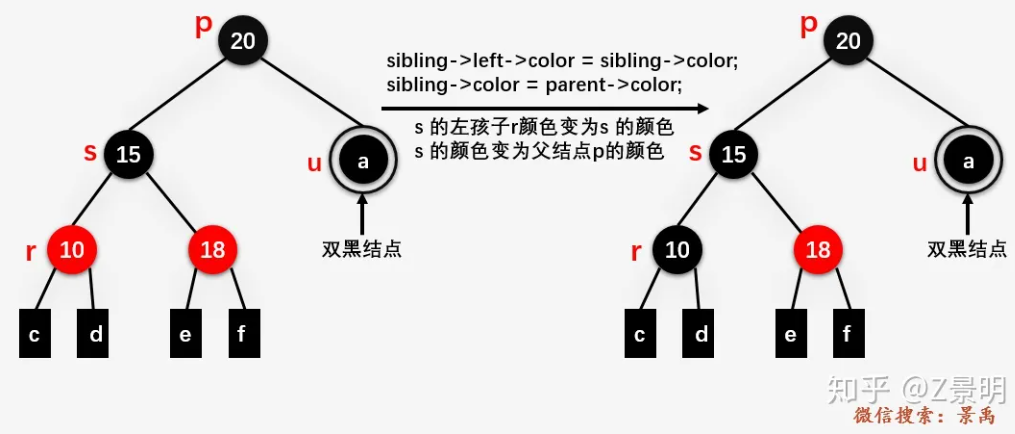 p
20
s
15
u
a
r
10
18
双黑结点
c
d
e
f
sibling->left->color = sibling->color;
sibling->color = parent->color;
s 的左孩子r颜色变为s 的颜色
s 的颜色变为父结点p的颜色
p
20
s
15
u
a
r
10
18
双黑结点
c
d
e
f
知乎 @Z景明
微信搜索：景禹